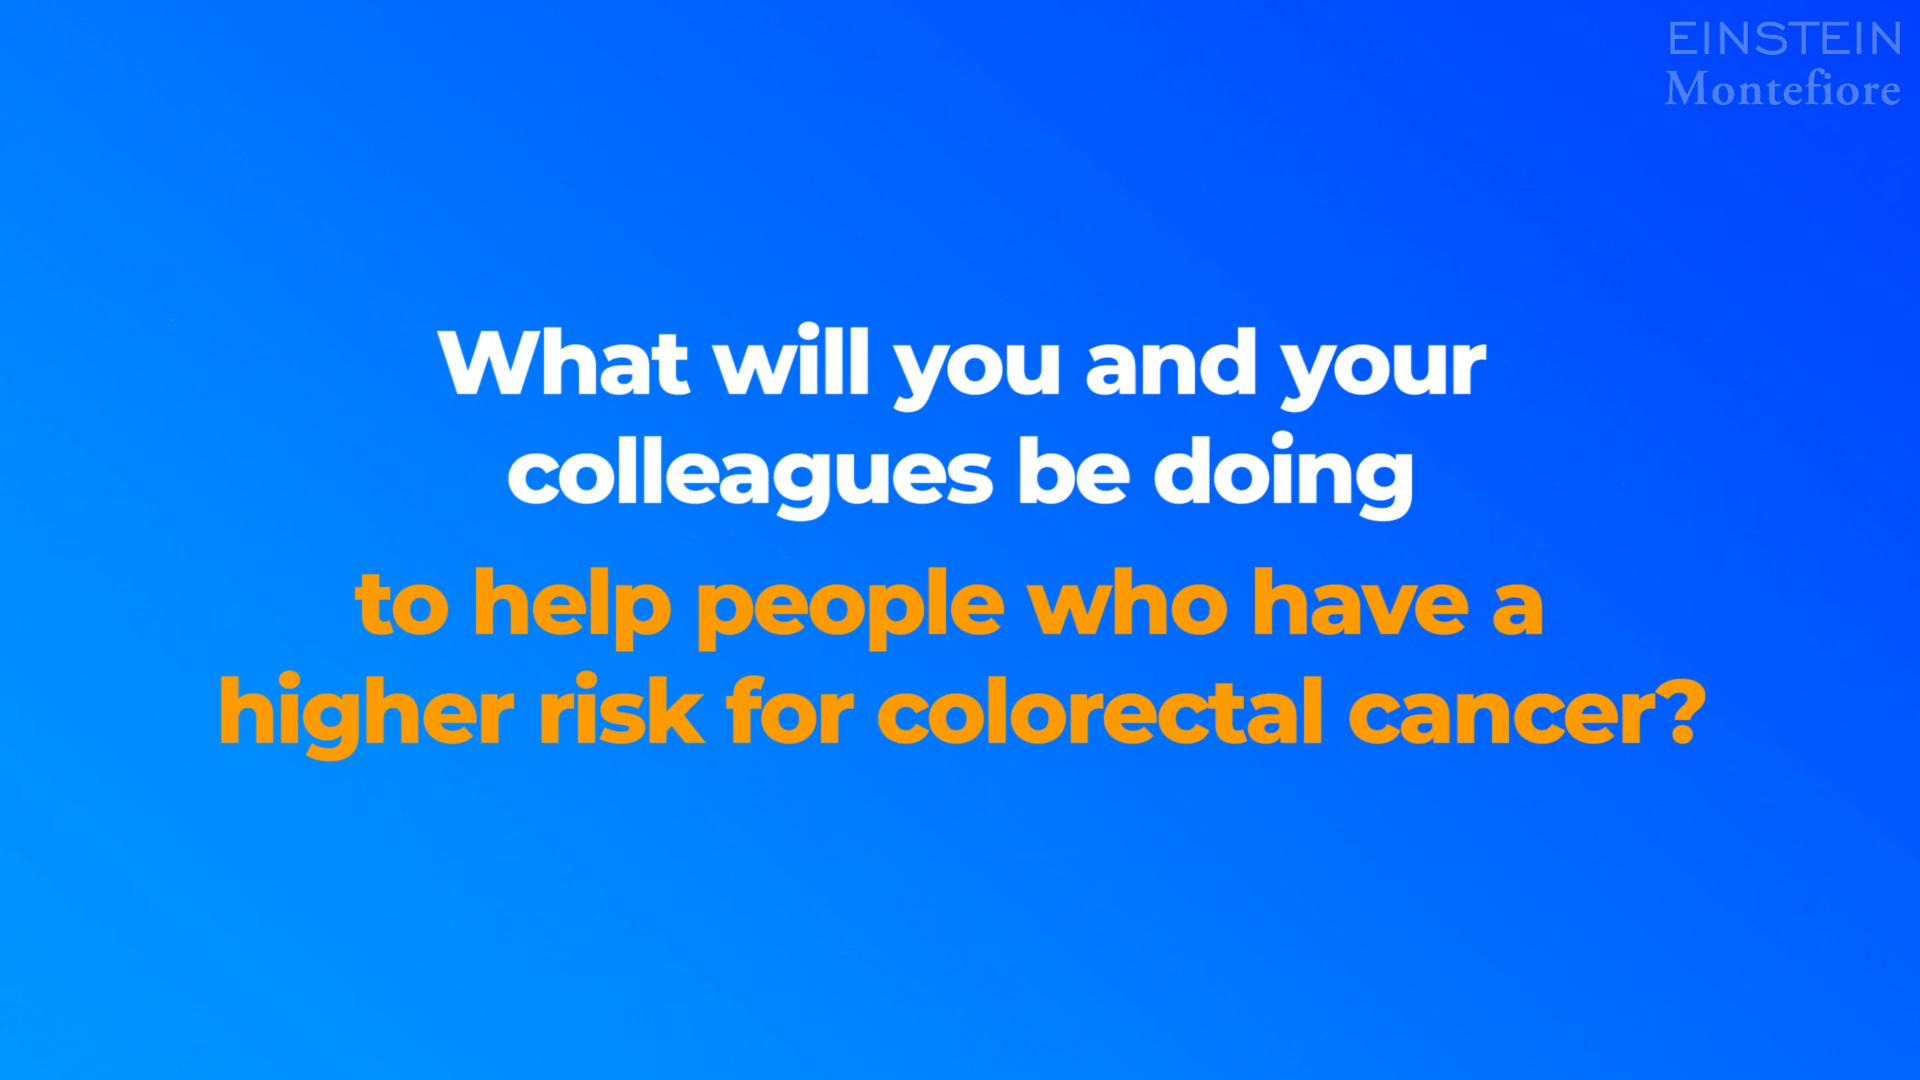 EINSTEIN
Montefiore
What will you and your
colleagues be doing
to help people who have a
higher risk for colorectal cancer?